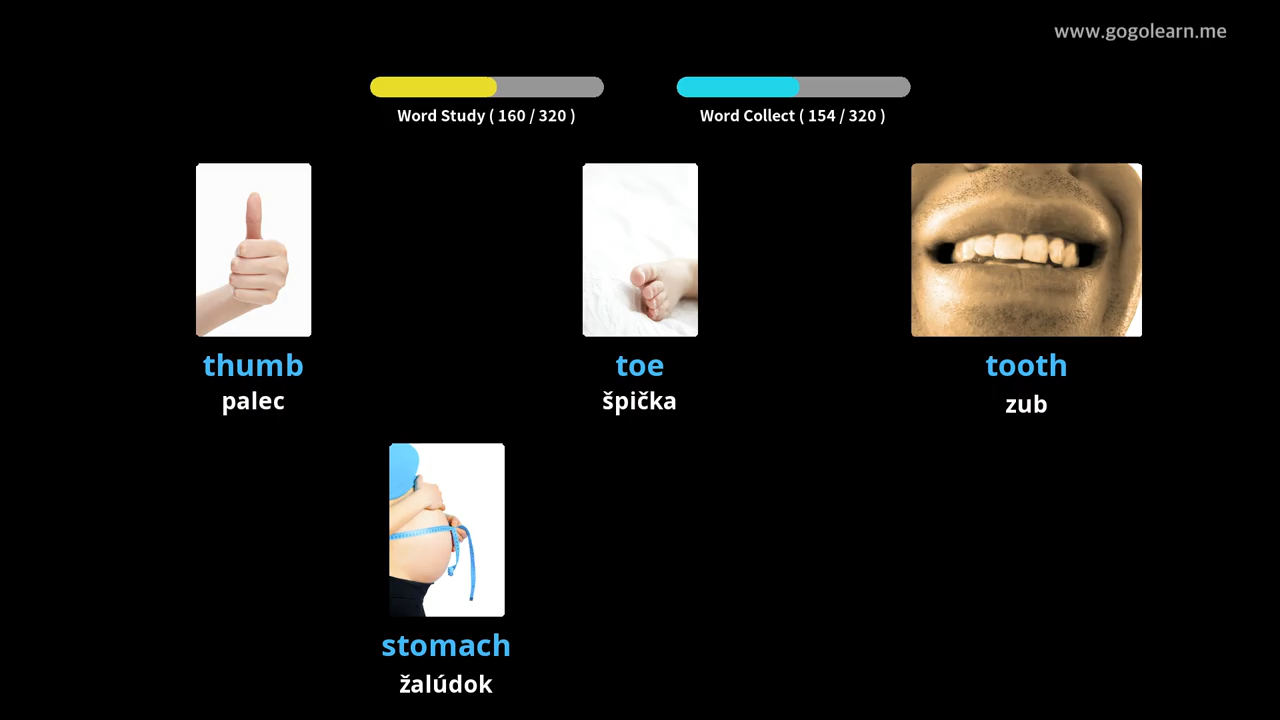 www.gogolearn.me
Word Study ( 160 / 320 )
Word Collect ( 154 / 320 )
thumb
palec
toe
špička
tooth
zub
stomach
žalúdok